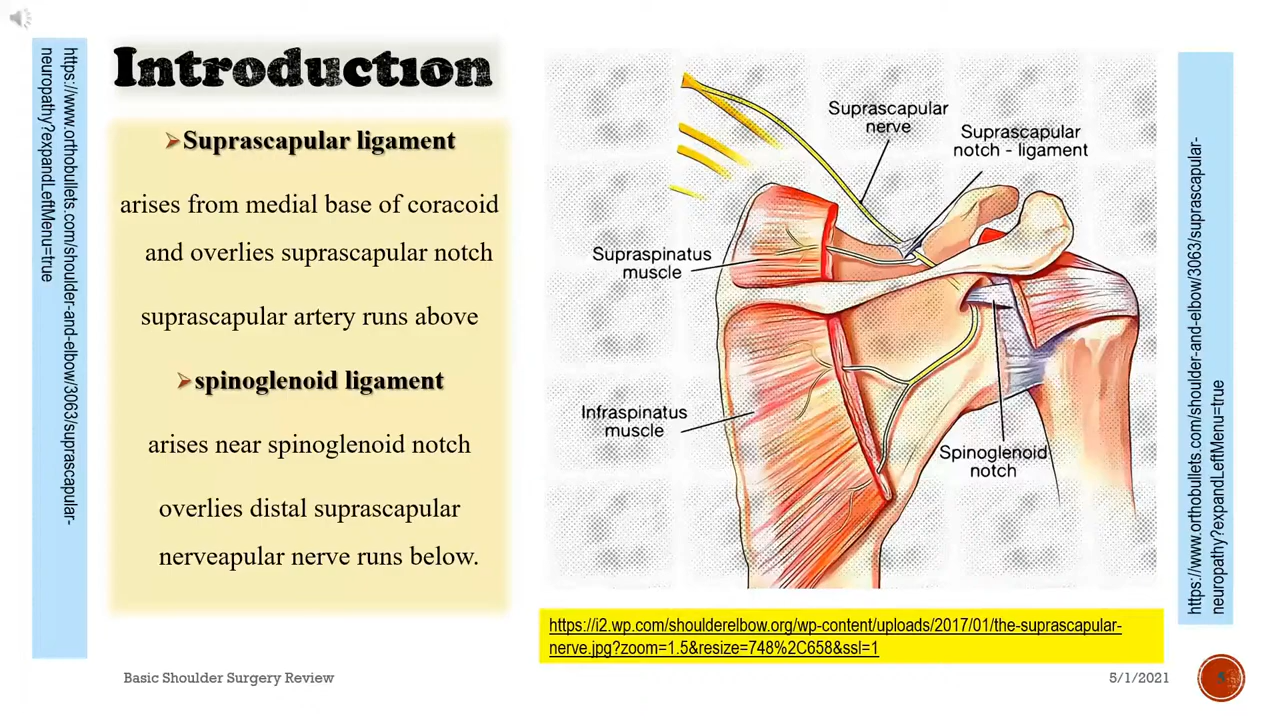 https://www.orthobullets.com/shoulder-and-elbow/3063/suprascapular-
neuropathy?expandLeftMenu=true
Introduction
➢Suprascapular ligament
arises from medial base of coracoid
and overlies suprascapular notch
suprascapular artery runs above
➢spinoglenoid ligament
arises near spinoglenoid notch
overlies distal suprascapular
nerveapular nerve runs below.
Suprascapular
nerve
Suprascapular
notch - ligament
Supraspinatus
muscle
Infraspinatus
muscle
Spinoglenoid
notch
https://i2.wp.com/shoulderelbow.org/wp-content/uploads/2017/01/the-suprascapular-
nerve.jpg?zoom=1.5&resize=748%2C658&ssl=1
https://www.orthobullets.com/shoulder-and-elbow/3063/suprascapular-
neuropathy?expandLeftMenu=true
Basic Shoulder Surgery Review
5/1/2021